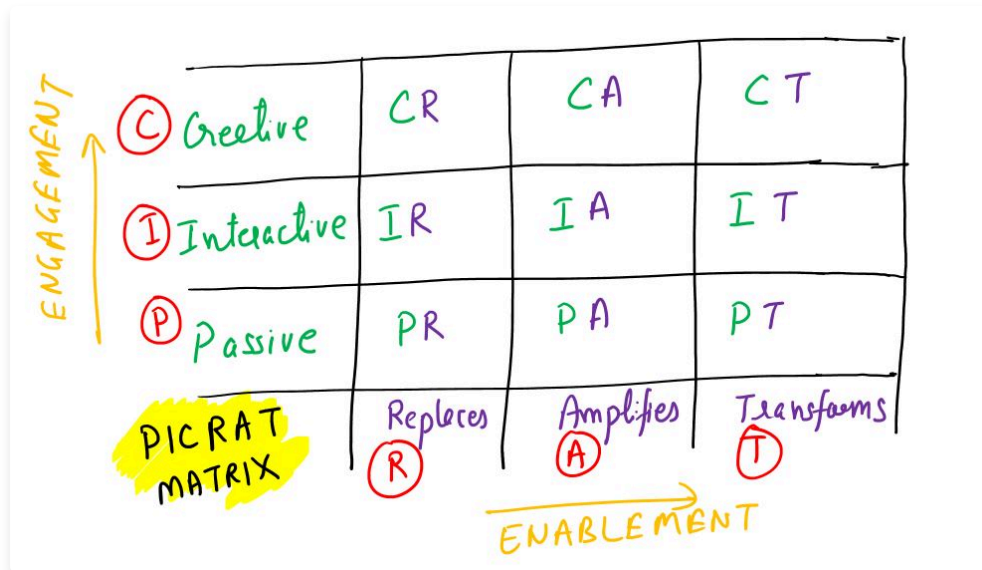 ENGAGEMENT
C Creative CR CA CT
I Interactive IR IA IT
P Passive PR PA PT
PICRAT MATRIX
Replaces Amplifies Transforms
R A T
ENABLEMENT